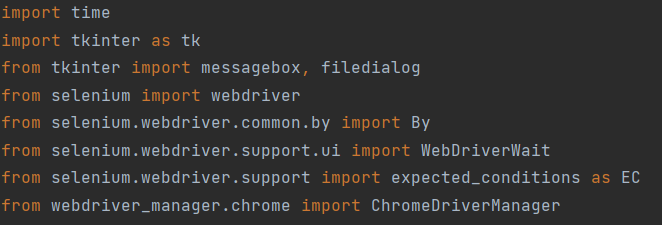 import time
import tkinter as tk
from tkinter import messagebox, filedialog
from selenium import webdriver
from selenium.webdriver.common.by import By
from selenium.webdriver.support.ui import WebDriverWait
from selenium.webdriver.support import expected_conditions as EC
from webdriver_manager.chrome import ChromeDriverManager